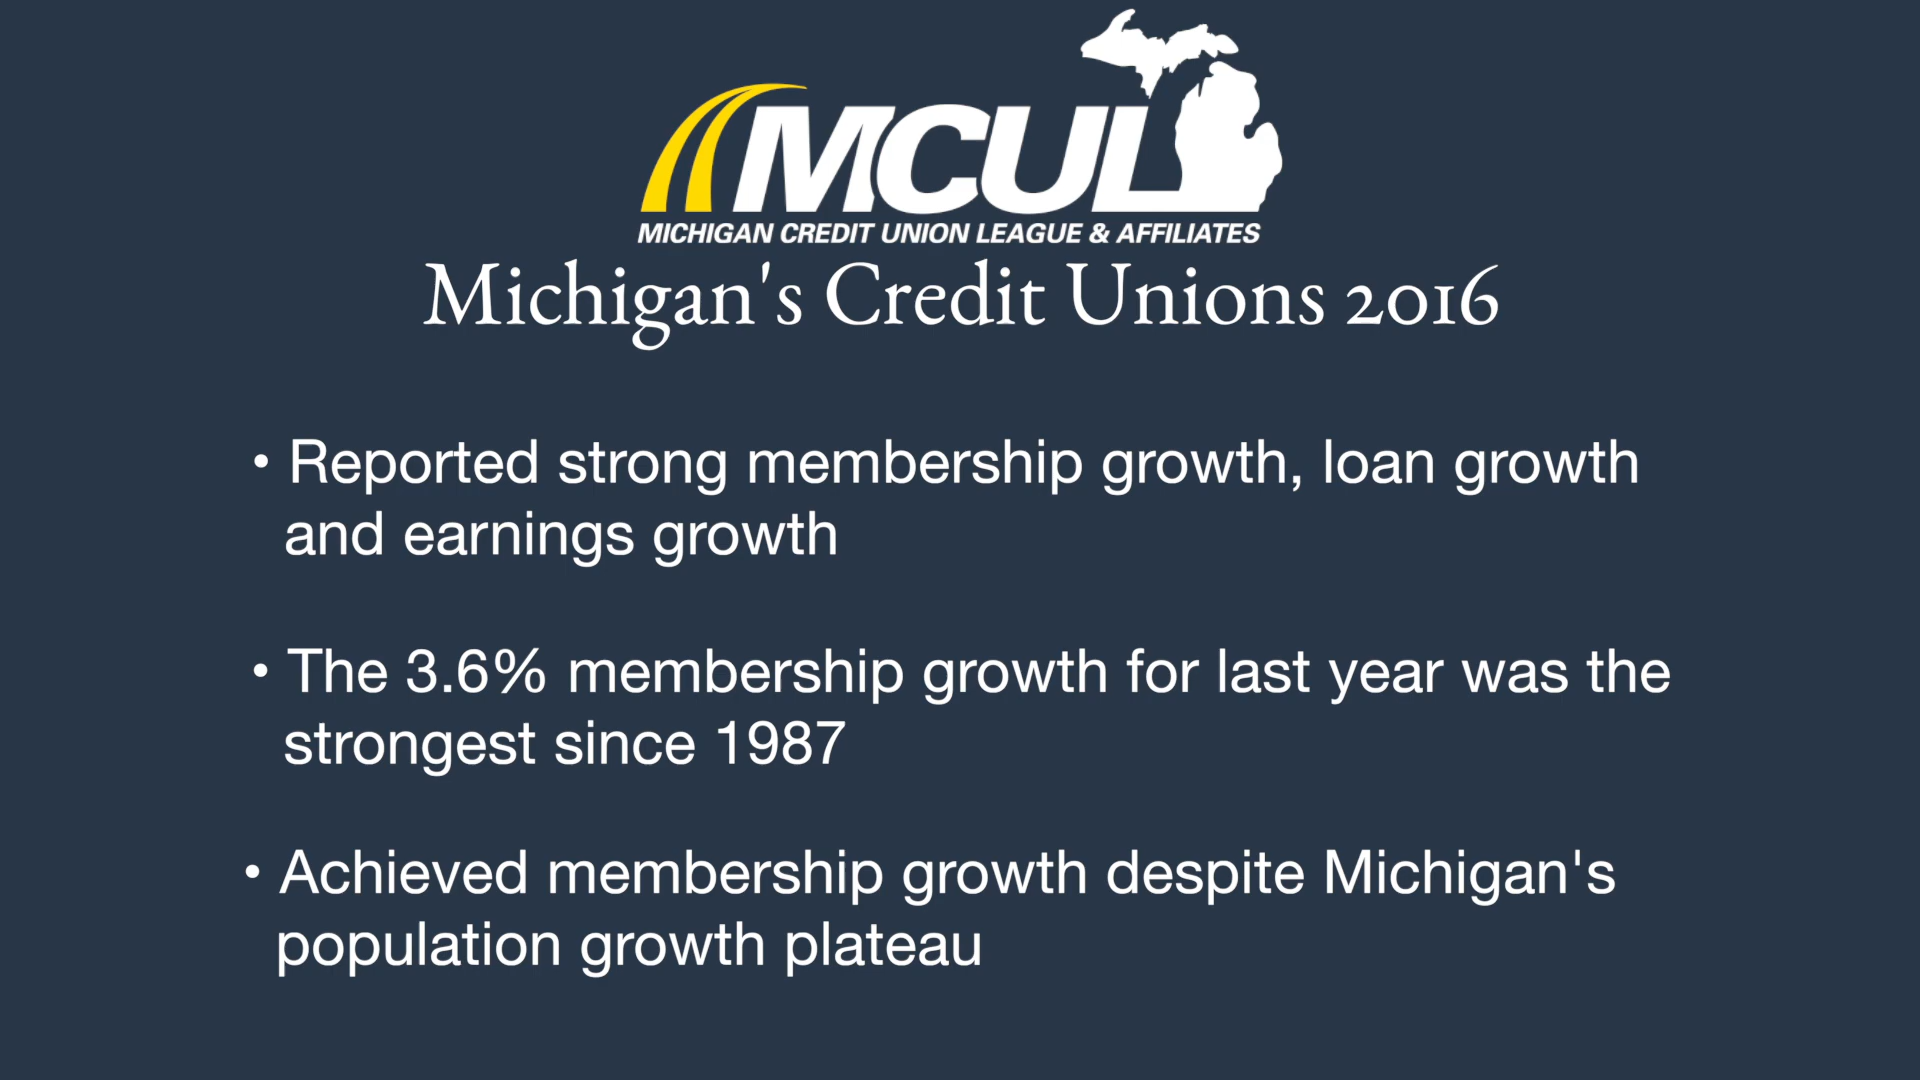 MCUL
MICHIGAN CREDIT UNION LEAGUE & AFFILIATES
Michigan's Credit Unions 2016
• Reported strong membership growth, loan growth
and earnings growth
• The 3.6% membership growth for last year was the
strongest since 1987
• Achieved membership growth despite Michigan's
population growth plateau